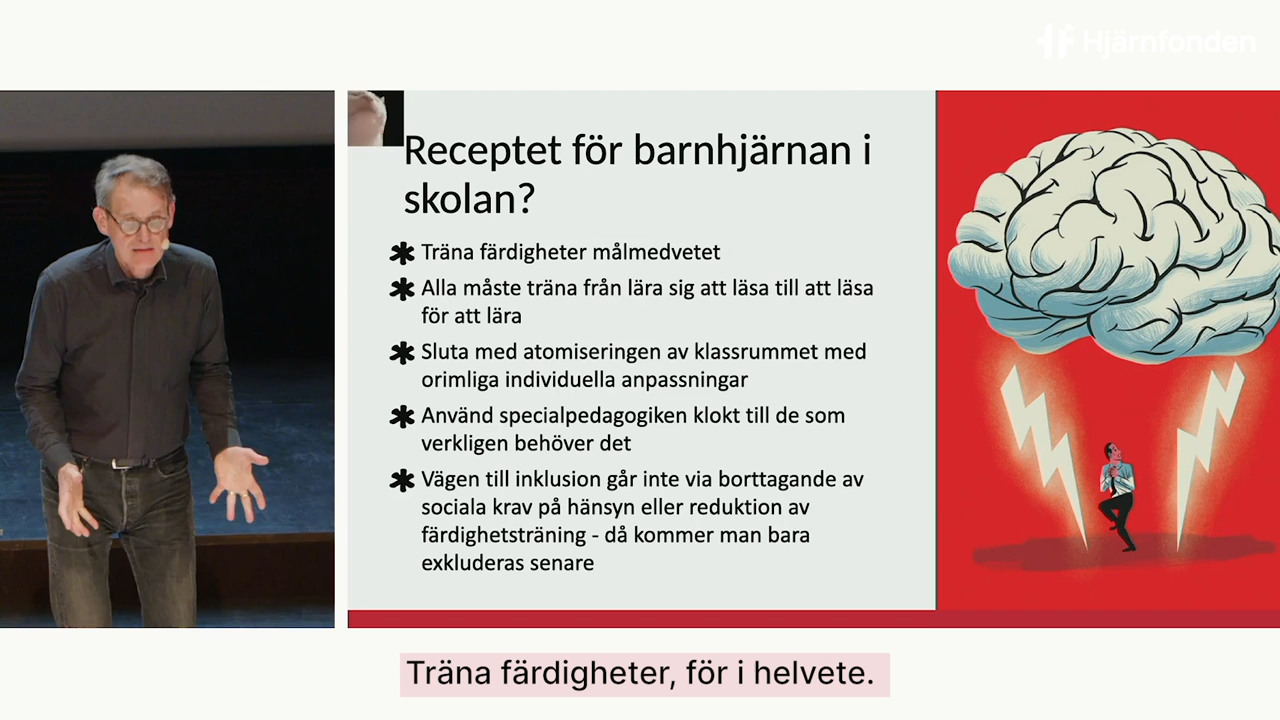 Hjärnfonden
Receptet för barnhjärnan i
skolan?
✱ Träna färdigheter målmedvetet
✱ Alla måste träna från lära sig att läsa till att läsa
för att lära
✱ Sluta med atomiseringen av klassrummet med
orimliga individuella anpassningar
✱ Använd specialpedagogiken klokt till de som
verkligen behöver det
✱ Vägen till inklusion går inte via borttagande av
sociala krav på hänsyn eller reduktion av
färdighetsträning - då kommer man bara
exkluderas senare
Träna färdigheter, för i helvete.